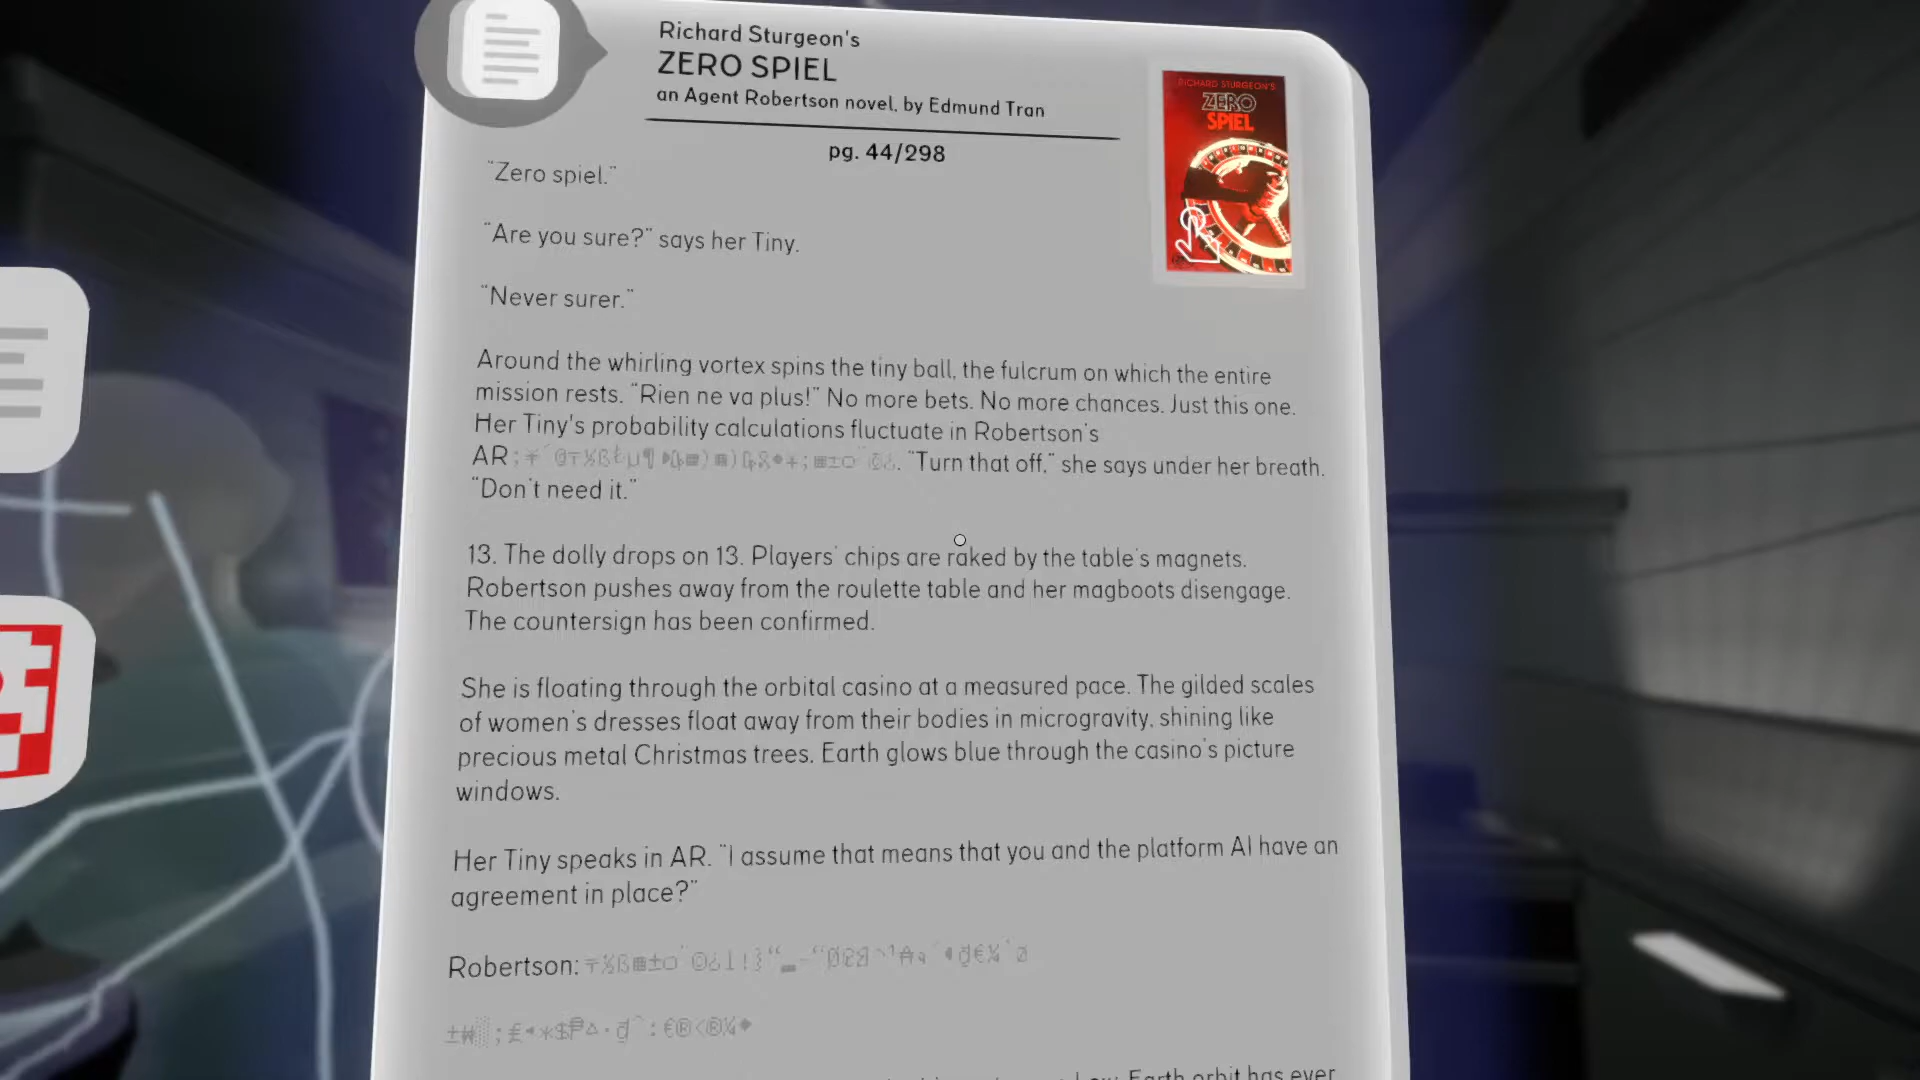 Richard Sturgeon's
ZERO SPIEL
an Agent Robertson novel, by Edmund Tran
pg. 44/298
RICHARD STURGEON'S
ZERO
SPIEL
"Zero spiel."
"Are you sure?" says her Tiny.
"Never surer."
Around the whirling vortex spins the tiny ball, the fulcrum on which the entire
mission rests. "Rien ne va plus!" No more bets. No more chances. Just this one.
Her Tiny's probability calculations fluctuate in Robertson's
AR. "Turn that off," she says under her breath.
"Don't need it."
13. The dolly drops on 13. Players' chips are raked by the table's magnets.
Robertson pushes away from the roulette table and her magboots disengage.
The countersign has been confirmed.
She is floating through the orbital casino at a measured pace. The gilded scales
of women's dresses float away from their bodies in microgravity, shining like
precious metal Christmas trees. Earth glows blue through the casino's picture
windows.
Her Tiny speaks in AR. "I assume that means that you and the platform AI have an
agreement in place?"
Robertson:
Earth orbit has ever